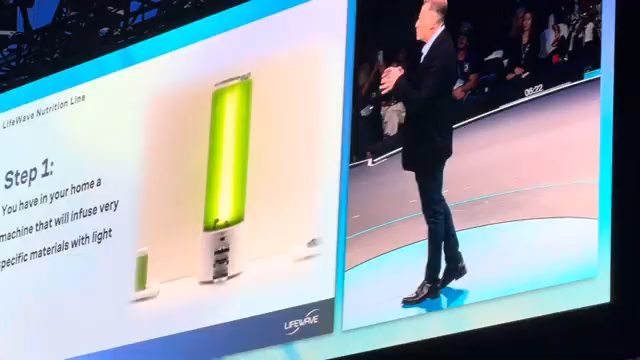 LifeWave Nutrition Line
Step 1:
You have in your home a
machine that will infuse very
specific materials with light
LIFEWAVE
06:22